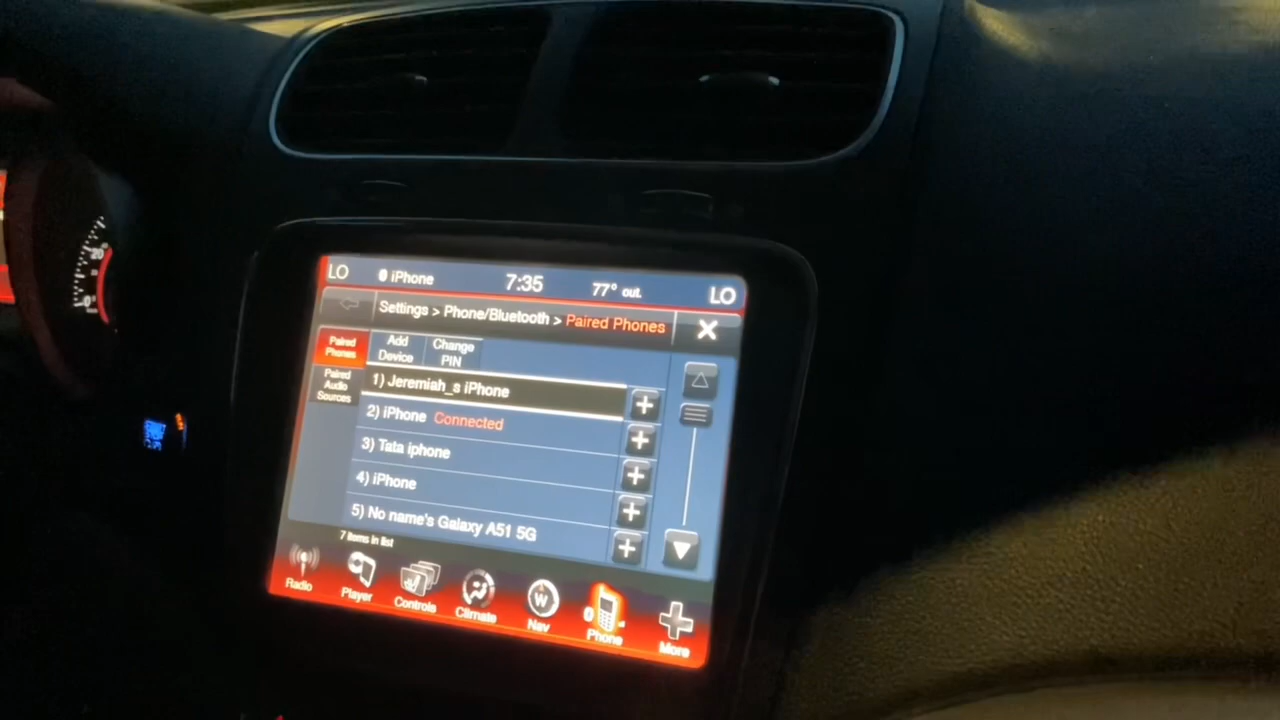 LO iPhone 7:35 77° out. LO
Settings > Phone/Bluetooth > Paired Phones X
Paired
Phones
Add
Device
Change
PIN
Paired
Audio
Sources
1) Jeremiah_s iPhone +
2) iPhone Connected +
3) Tata iphone +
4) iPhone +
5) No name's Galaxy A51 5G +
7 items in list
Radio Player Controls Climate Nav Phone More
W
20
0